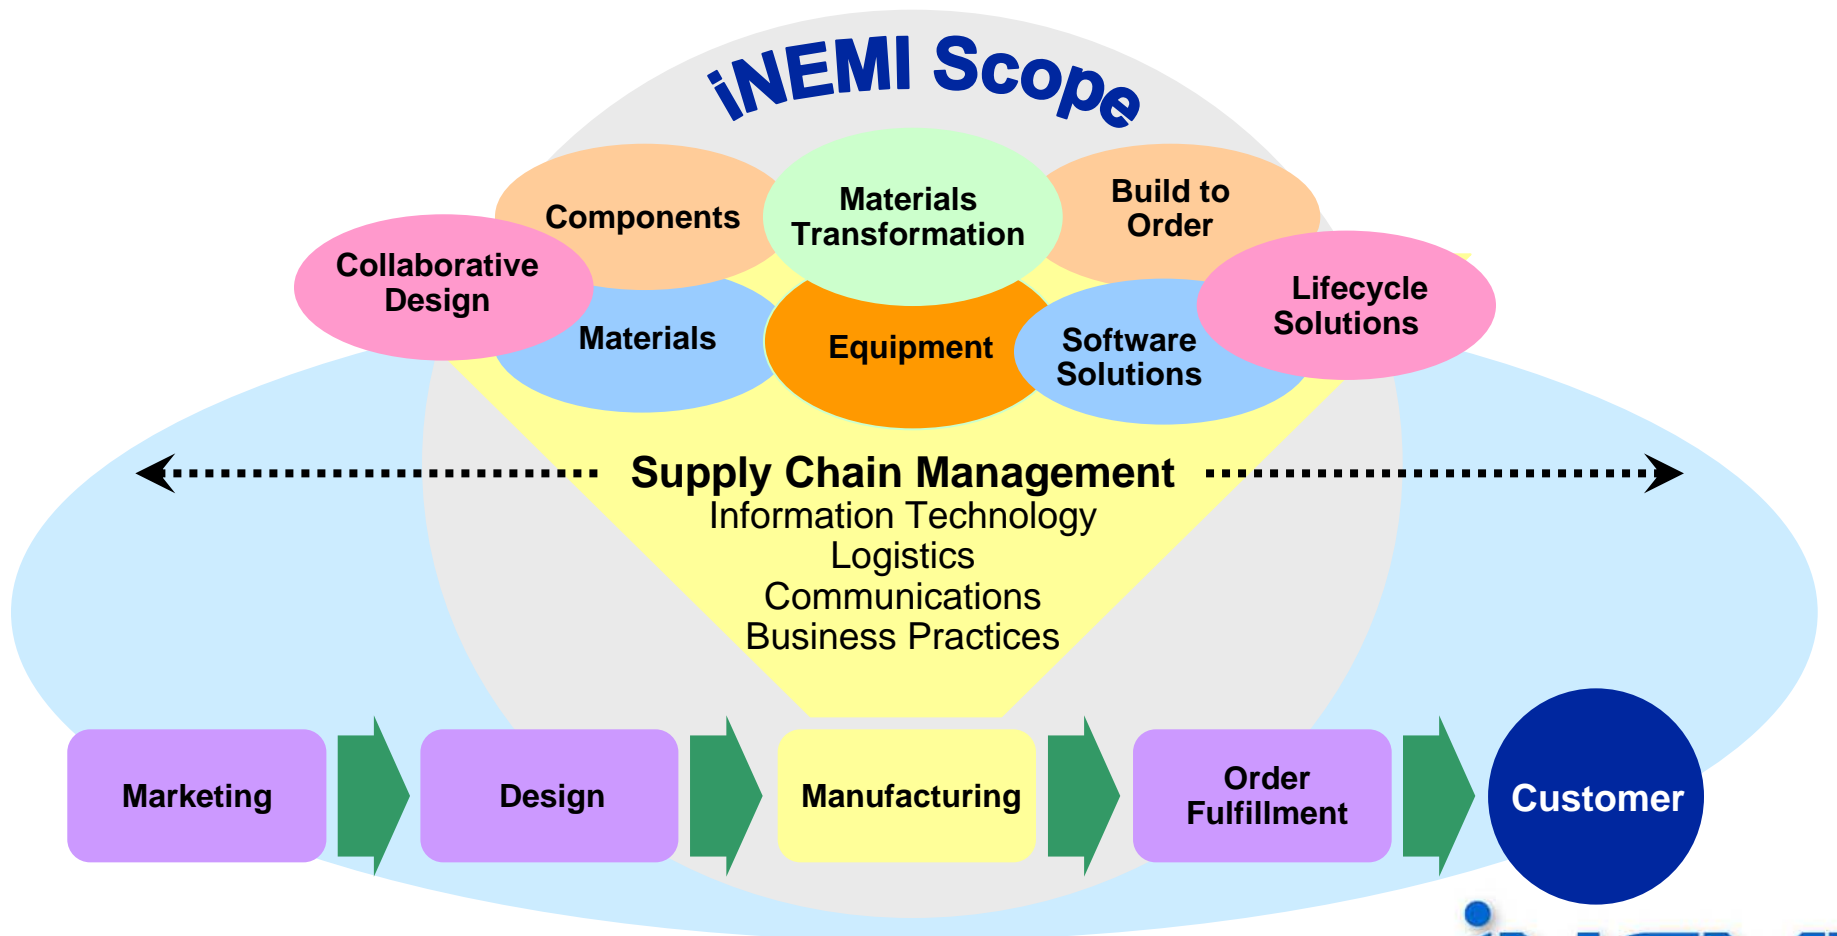 iNEMI Scope
Components
Materials
Transformation
Build to
Order
Collaborative
Design
Lifecycle
Solutions
Materials
Equipment
Software
Solutions
Supply Chain Management
Information Technology
Logistics
Communications
Business Practices
Marketing
Design
Manufacturing
Order
Fulfillment
Customer